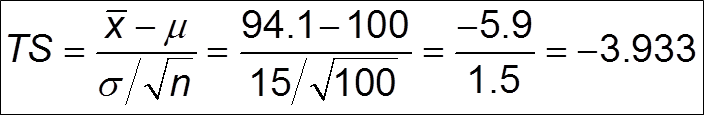 TS = (x̄ − μ)/(σ/√n) = (94.1 − 100)/(15/√100) = −5.9/1.5 = −3.933